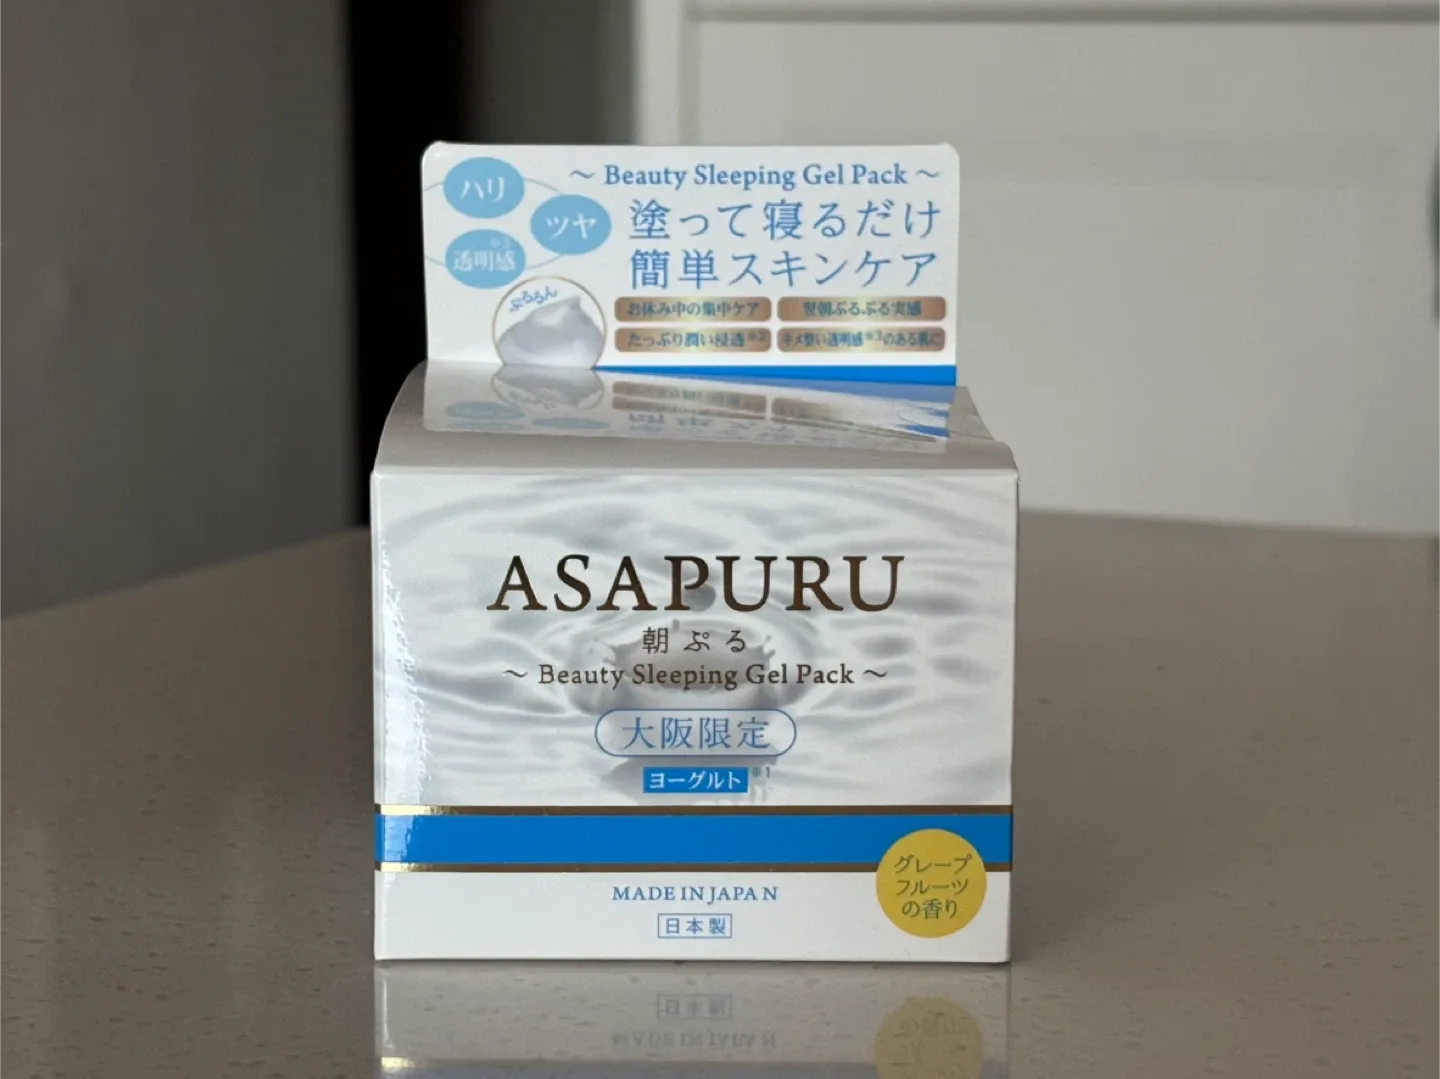 ハリ
ツヤ
透明感※3
ぷるろん
～ Beauty Sleeping Gel Pack ～
塗って寝るだけ
簡単スキンケア
お休み中の集中ケア
翌朝ぷるぷる実感
たっぷり潤い浸透※2
キメ整い透明感※3のある肌に
ASAPURU
朝ぷる
～ Beauty Sleeping Gel Pack ～
大阪限定
ヨーグルト※1
グレープ
フルーツ
の香り
MADE IN JAPAN
日本製